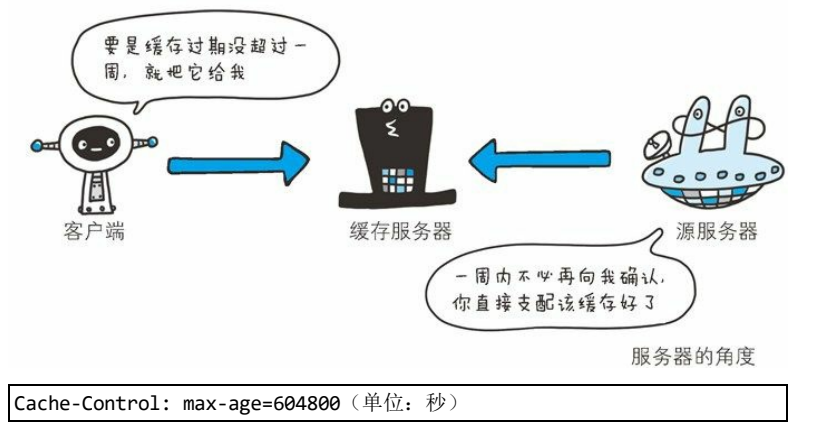 要是缓存过期没超过一
周，就把它给我
客户端
缓存服务器
源服务器
一周内不必再向我确认，
你直接支配该缓存好了
服务器的角度
Cache-Control: max-age=604800（单位：秒）